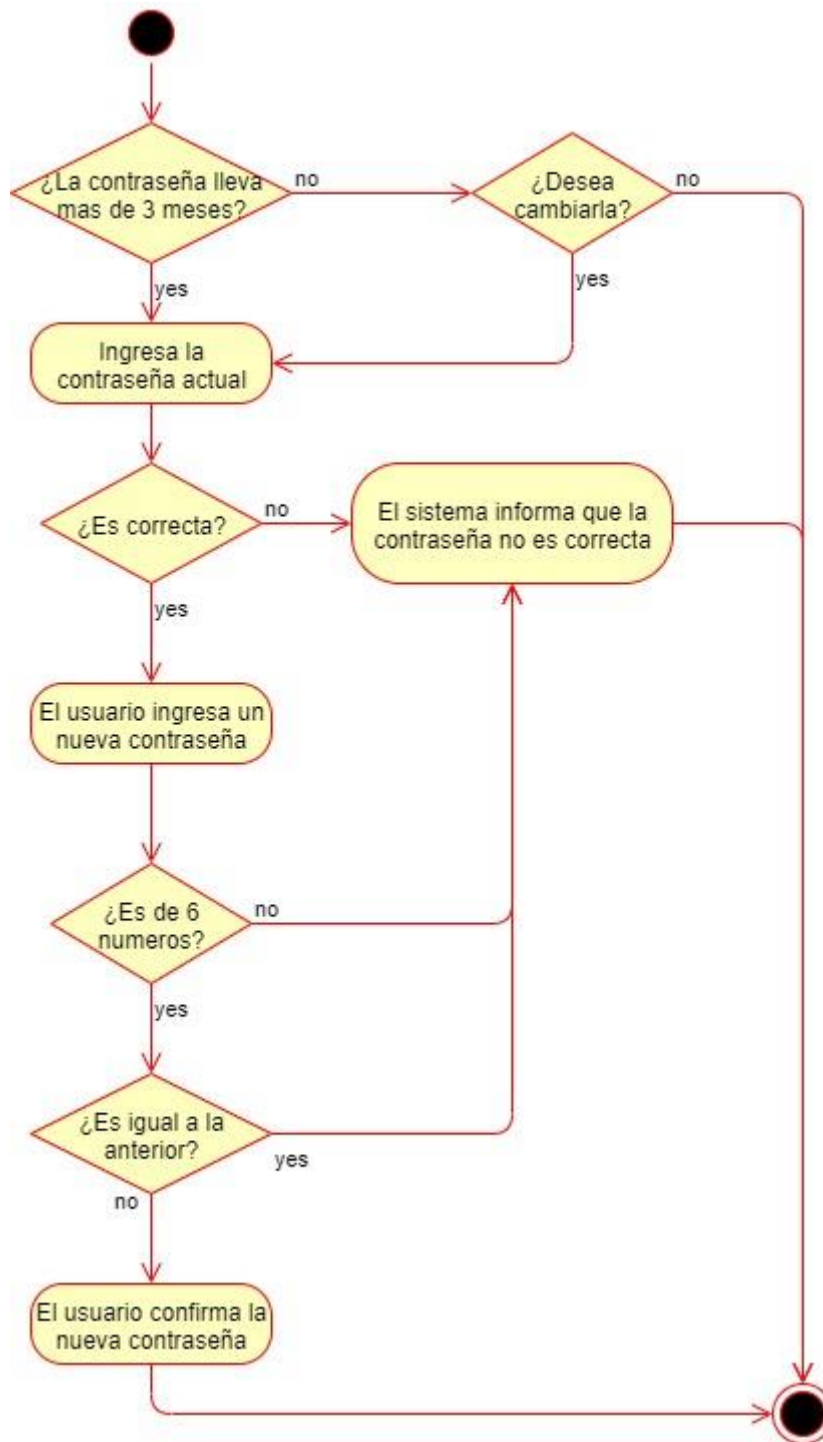 ¿La contraseña lleva
mas de 3 meses?
no
¿Desea
cambiarla?
no
yes
yes
Ingresa la
contraseña actual
¿Es correcta?
no
El sistema informa que la
contraseña no es correcta
yes
El usuario ingresa un
nueva contraseña
¿Es de 6
numeros?
no
yes
¿Es igual a la
anterior?
yes
no
El usuario confirma la
nueva contraseña